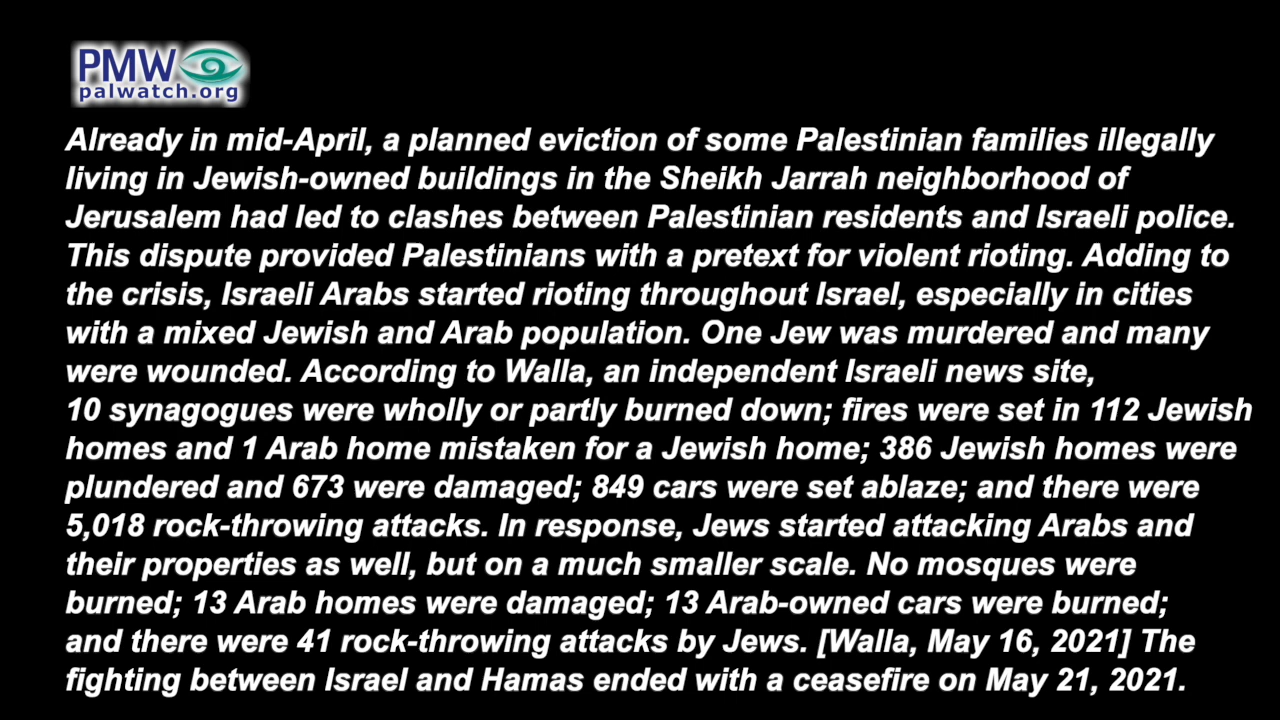 PMW
palwatch.org
Already in mid-April, a planned eviction of some Palestinian families illegally
living in Jewish-owned buildings in the Sheikh Jarrah neighborhood of
Jerusalem had led to clashes between Palestinian residents and Israeli police.
This dispute provided Palestinians with a pretext for violent rioting. Adding to
the crisis, Israeli Arabs started rioting throughout Israel, especially in cities
with a mixed Jewish and Arab population. One Jew was murdered and many
were wounded. According to Walla, an independent Israeli news site,
10 synagogues were wholly or partly burned down; fires were set in 112 Jewish
homes and 1 Arab home mistaken for a Jewish home; 386 Jewish homes were
plundered and 673 were damaged; 849 cars were set ablaze; and there were
5,018 rock-throwing attacks. In response, Jews started attacking Arabs and
their properties as well, but on a much smaller scale. No mosques were
burned; 13 Arab homes were damaged; 13 Arab-owned cars were burned;
and there were 41 rock-throwing attacks by Jews. [Walla, May 16, 2021] The
fighting between Israel and Hamas ended with a ceasefire on May 21, 2021.